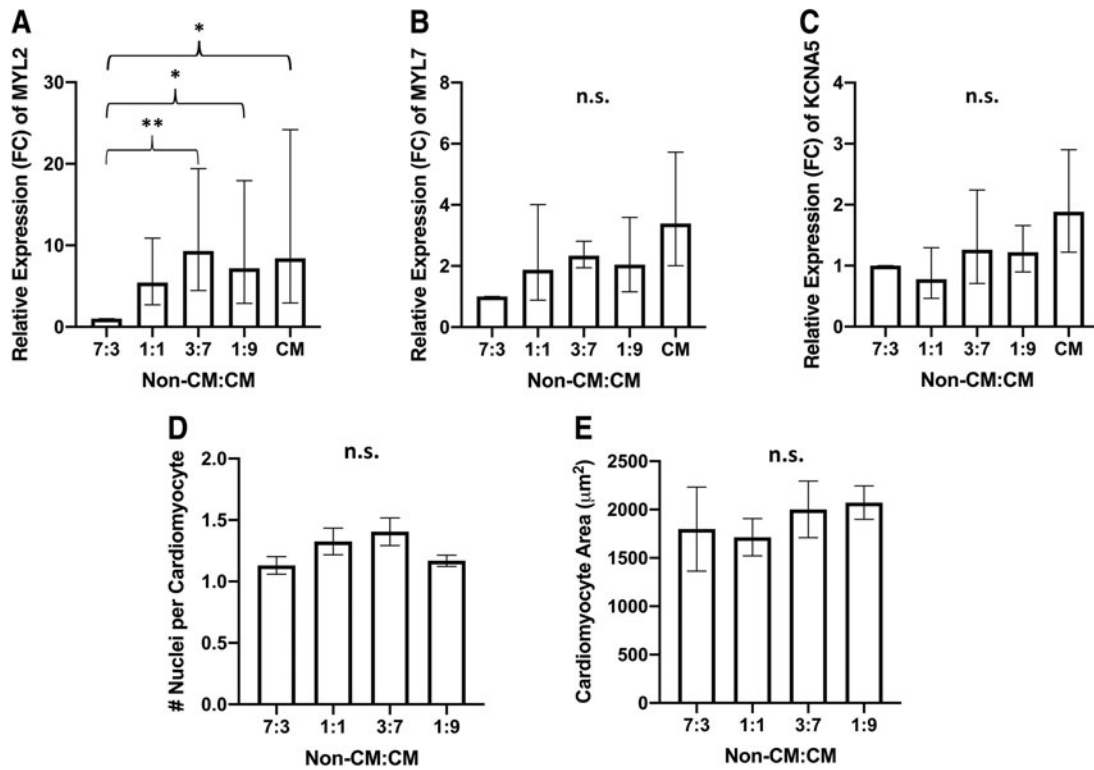 A
Relative Expression (FC) of MYL2
*
*
**
30
20
10
0
7:3 1:1 3:7 1:9 CM
Non-CM:CM
B
Relative Expression (FC) of MYL7
n.s.
8
6
4
2
0
7:3 1:1 3:7 1:9 CM
Non-CM:CM
C
Relative Expression (FC) of KCNA5
n.s.
4
3
2
1
0
7:3 1:1 3:7 1:9 CM
Non-CM:CM
D
# Nuclei per Cardiomyocyte
n.s.
2.0
1.5
1.0
0.5
0.0
7:3 1:1 3:7 1:9
Non-CM:CM
E
Cardiomyocyte Area (μm²)
n.s.
2500
2000
1500
1000
500
0
7:3 1:1 3:7 1:9
Non-CM:CM